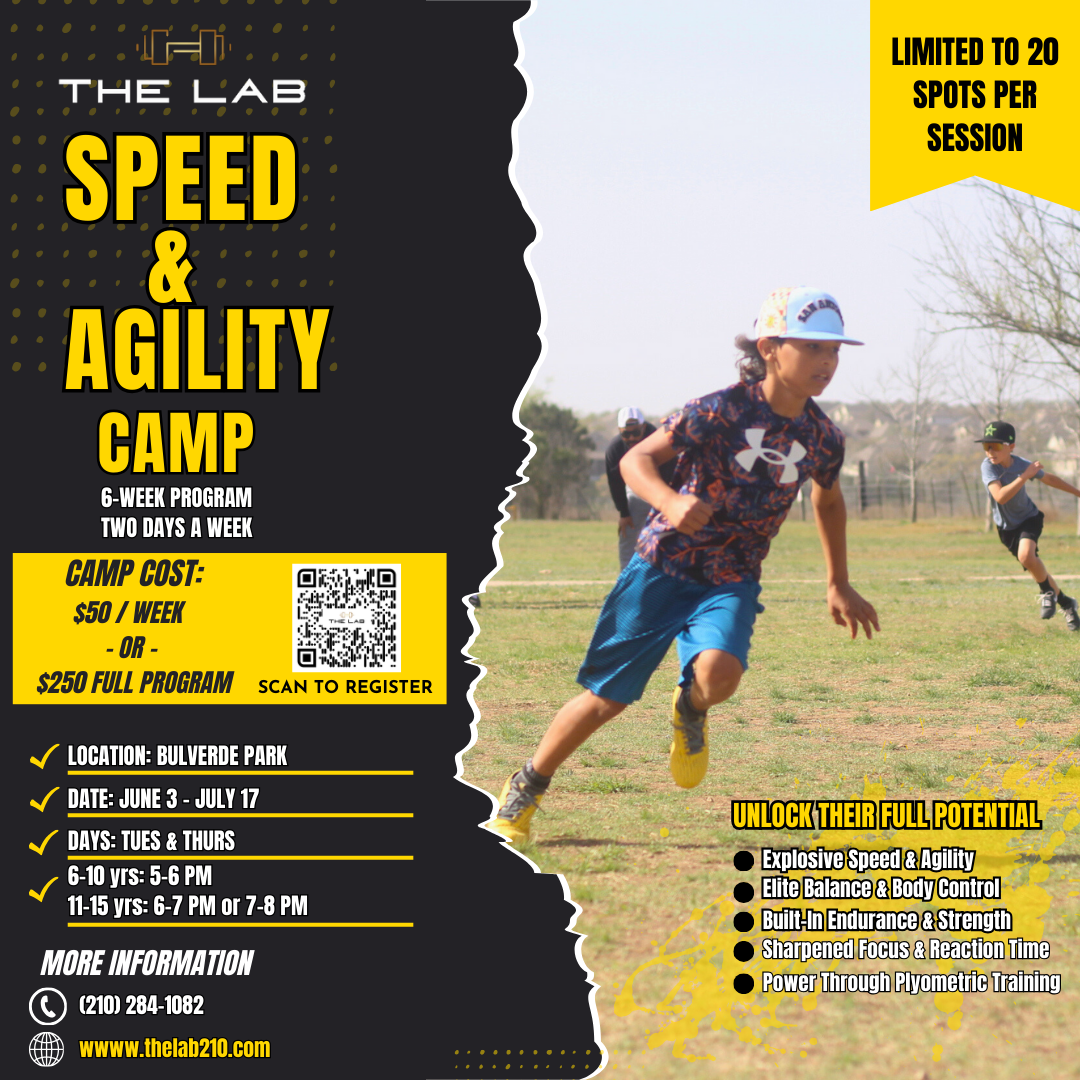 THE LAB
SPEED
&
AGILITY
CAMP
6-WEEK PROGRAM
TWO DAYS A WEEK
CAMP COST:
$50 / WEEK
- OR -
$250 FULL PROGRAM
THE LAB
SCAN TO REGISTER
LOCATION: BULVERDE PARK
DATE: JUNE 3 - JULY 17
DAYS: TUES & THURS
6-10 yrs: 5-6 PM
11-15 yrs: 6-7 PM or 7-8 PM
MORE INFORMATION
(210) 284-1082
wwww.thelab210.com
LIMITED TO 20
SPOTS PER
SESSION
UNLOCK THEIR FULL POTENTIAL
Explosive Speed & Agility
Elite Balance & Body Control
Built-In Endurance & Strength
Sharpened Focus & Reaction Time
Power Through Plyometric Training